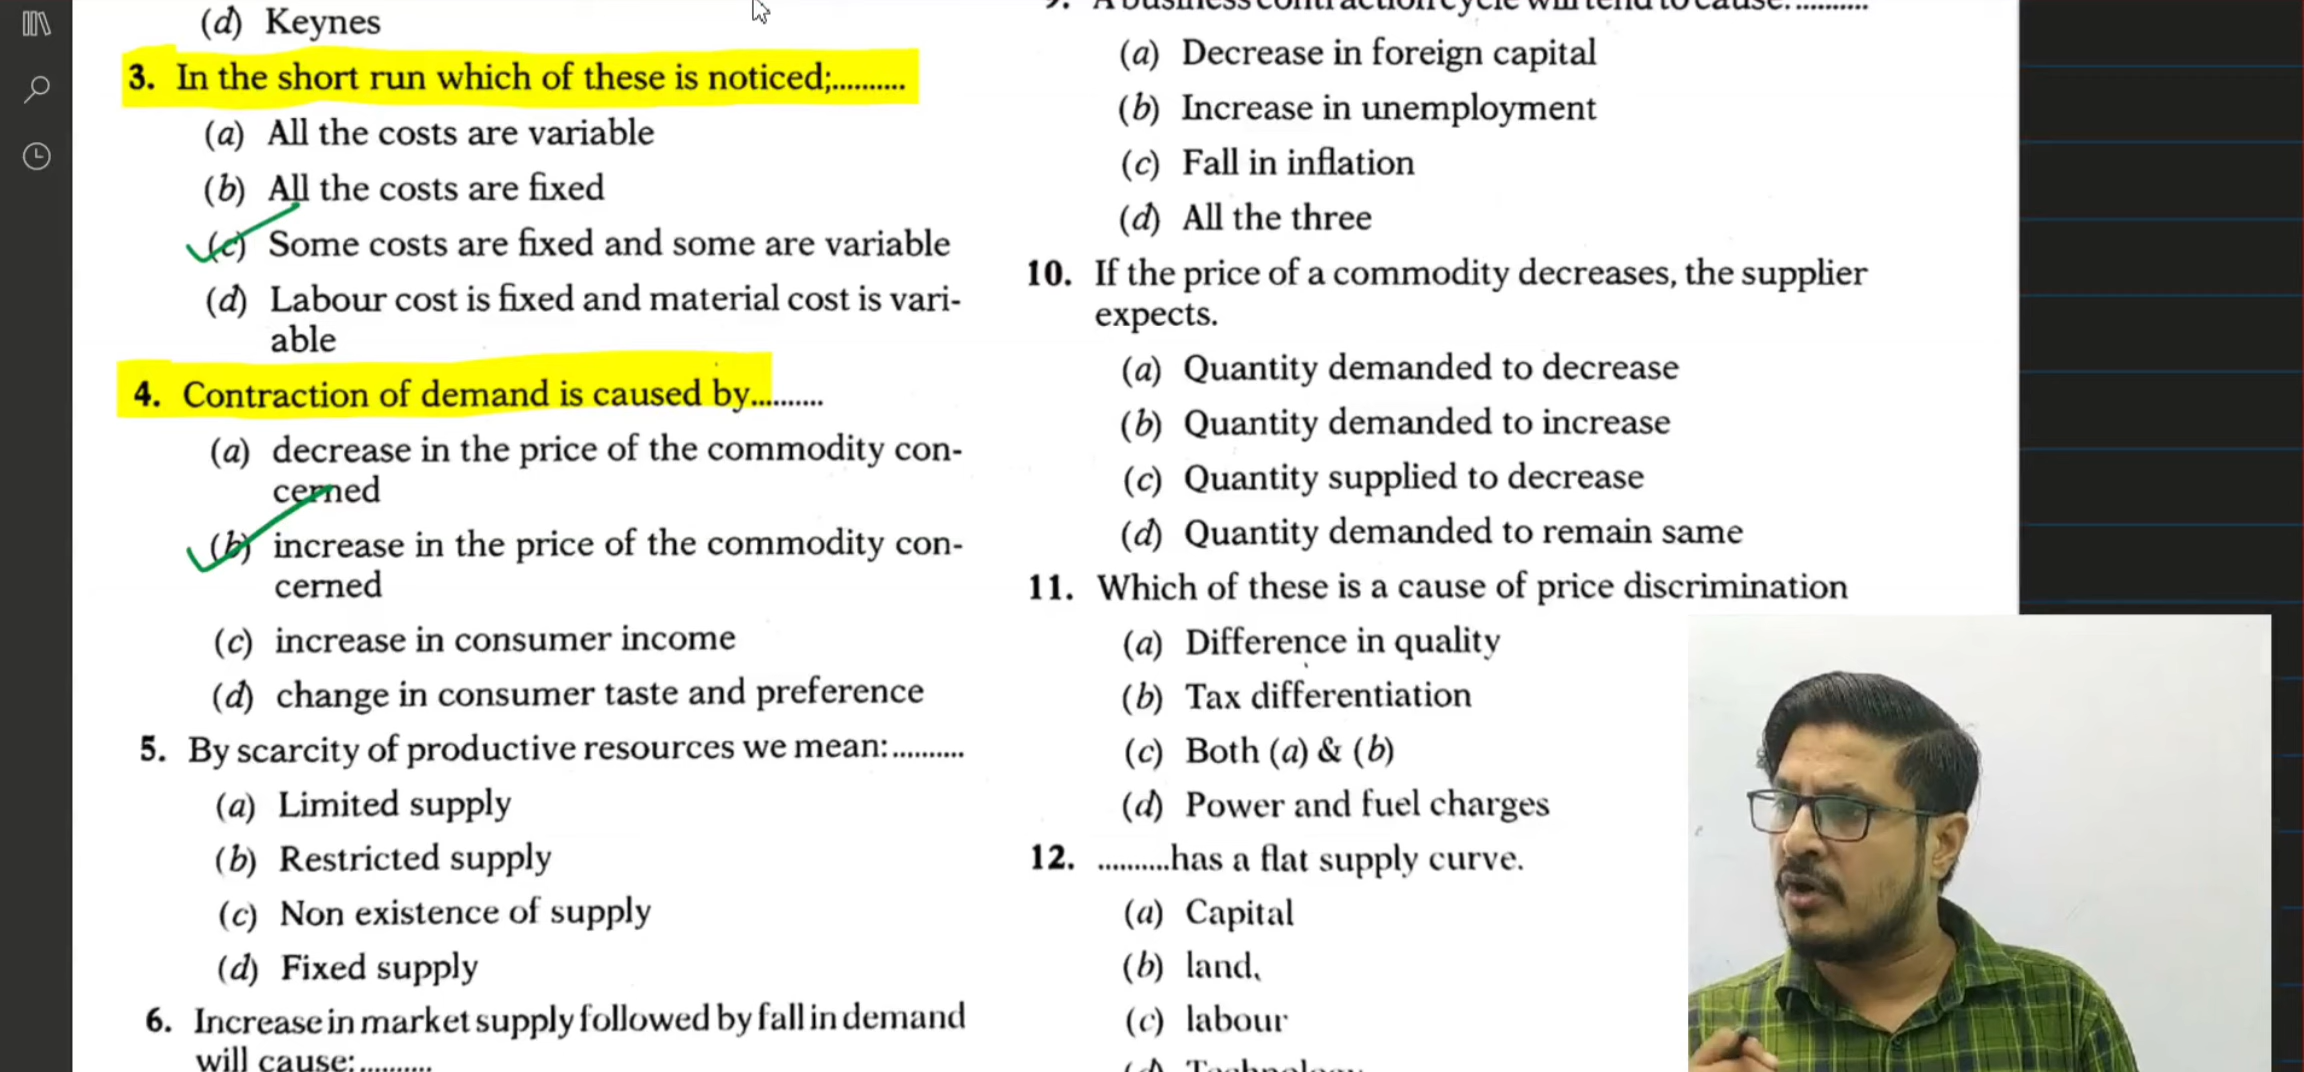 (d) Keynes
3. In the short run which of these is noticed;..........
(a) All the costs are variable
(b) All the costs are fixed
(c) Some costs are fixed and some are variable
(d) Labour cost is fixed and material cost is vari-
able
4. Contraction of demand is caused by..........
(a) decrease in the price of the commodity con-
cerned
(b) increase in the price of the commodity con-
cerned
(c) increase in consumer income
(d) change in consumer taste and preference
5. By scarcity of productive resources we mean:..........
(a) Limited supply
(b) Restricted supply
(c) Non existence of supply
(d) Fixed supply
6. Increase in market supply followed by fall in demand
will cause:..........
9. A business contraction cycle will tend to cause:..........
(a) Decrease in foreign capital
(b) Increase in unemployment
(c) Fall in inflation
(d) All the three
10. If the price of a commodity decreases, the supplier
expects.
(a) Quantity demanded to decrease
(b) Quantity demanded to increase
(c) Quantity supplied to decrease
(d) Quantity demanded to remain same
11. Which of these is a cause of price discrimination
(a) Difference in quality
(b) Tax differentiation
(c) Both (a) & (b)
(d) Power and fuel charges
12. ..........has a flat supply curve.
(a) Capital
(b) land,
(c) labour
(d) Technology